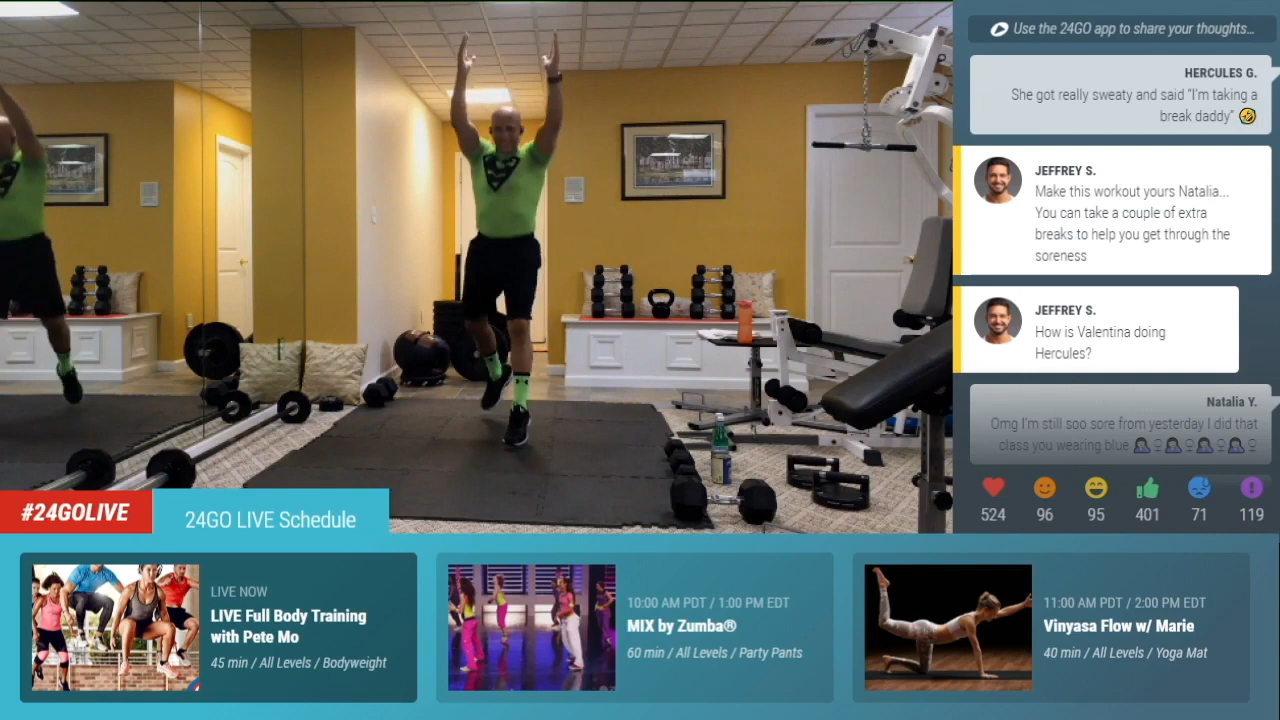 Use the 24GO app to share your thoughts...
HERCULES G.
She got really sweaty and said "I'm taking a
break daddy" 🤣
JEFFREY S.
Make this workout yours Natalia...
You can take a couple of extra
breaks to help you get through the
soreness
JEFFREY S.
How is Valentina doing
Hercules?
Natalia Y.
Omg I'm still soo sore from yesterday I did that
class you wearing blue 🤦🏿♀🤦🏿♀🤦🏿♀🤦🏿♀
524
96
95
401
71
119
#24GOLIVE
24GO LIVE Schedule
LIVE NOW
LIVE Full Body Training
with Pete Mo
45 min / All Levels / Bodyweight
10:00 AM PDT / 1:00 PM EDT
MIX by Zumba®
60 min / All Levels / Party Pants
11:00 AM PDT / 2:00 PM EDT
Vinyasa Flow w/ Marie
40 min / All Levels / Yoga Mat